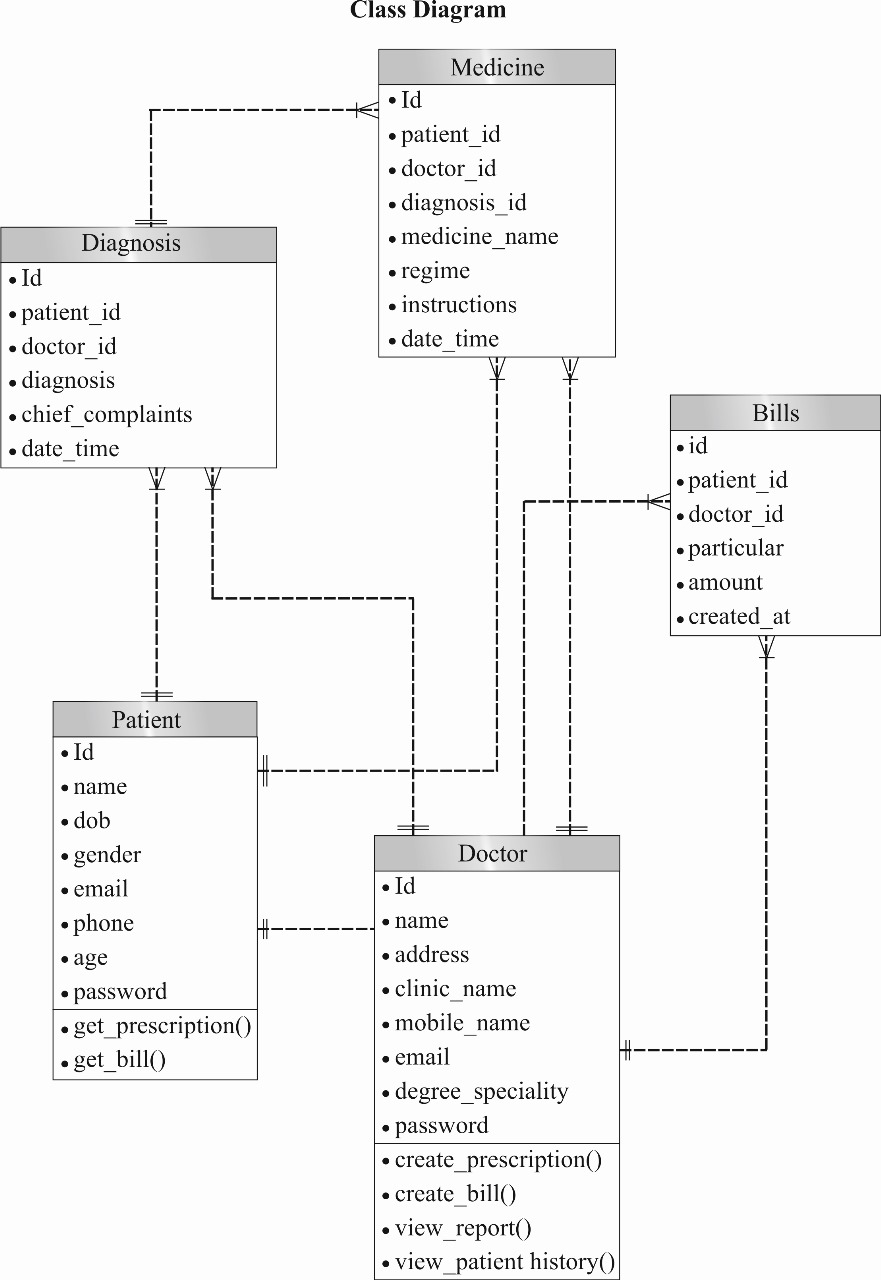 Class Diagram
Medicine
• Id
• patient_id
• doctor_id
• diagnosis_id
• medicine_name
• regime
• instructions
• date_time
Diagnosis
• Id
• patient_id
• doctor_id
• diagnosis
• chief_complaints
• date_time
Bills
• id
• patient_id
• doctor_id
• particular
• amount
• created_at
Patient
• Id
• name
• dob
• gender
• email
• phone
• age
• password
• get_prescription()
• get_bill()
Doctor
• Id
• name
• address
• clinic_name
• mobile_name
• email
• degree_speciality
• password
• create_prescription()
• create_bill()
• view_report()
• view_patient history()